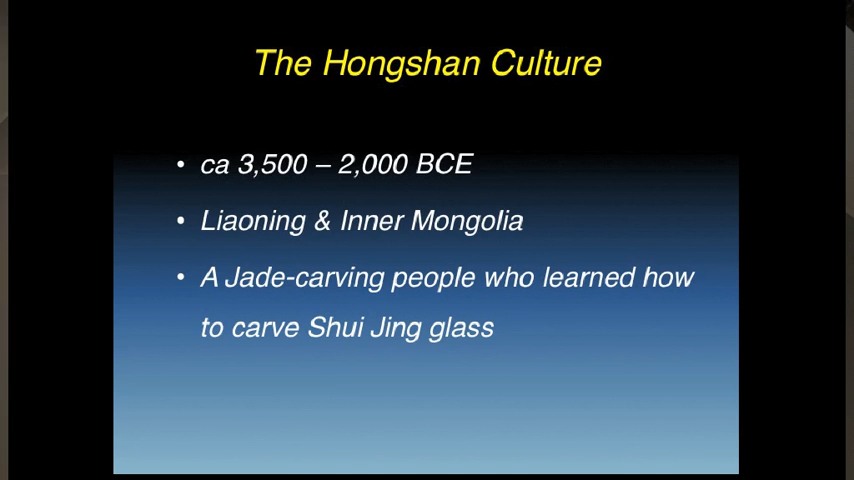 The Hongshan Culture
• ca 3,500 – 2,000 BCE
• Liaoning & Inner Mongolia
• A Jade-carving people who learned how
to carve Shui Jing glass